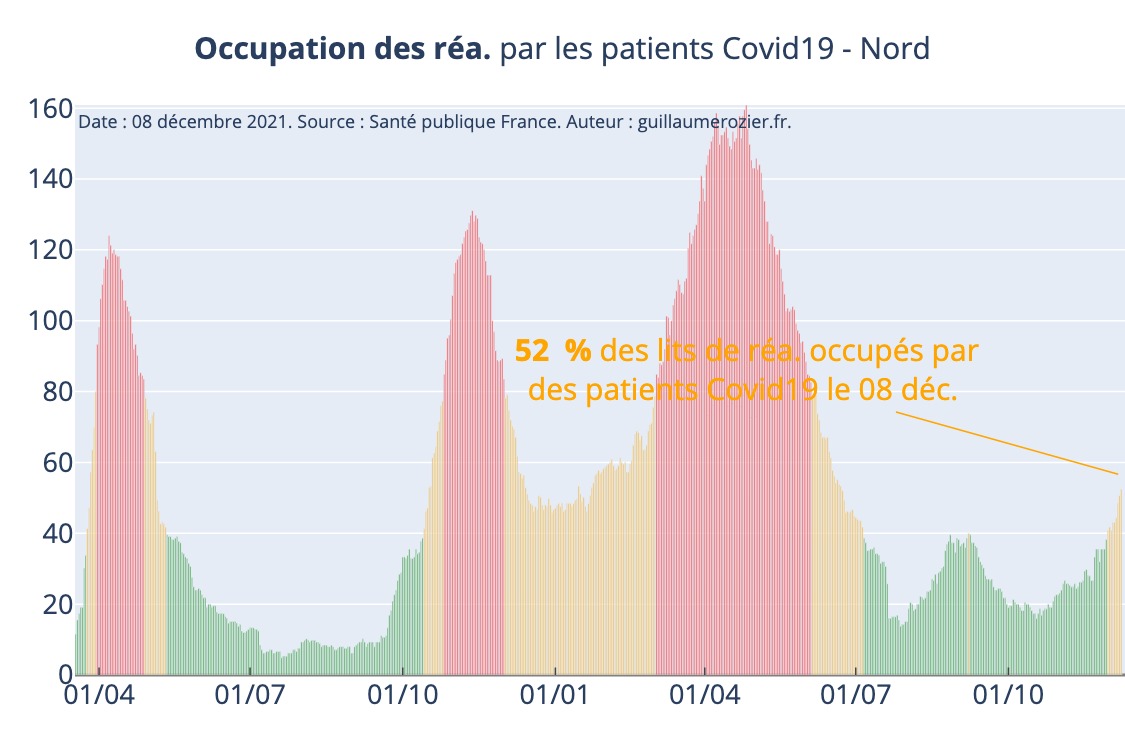 Occupation des réa. par les patients Covid19 - Nord
160
Date : 08 décembre 2021. Source : Santé publique France. Auteur : guillaumerozier.fr.
140
120
100
52 % des lits de réa. occupés par
des patients Covid19 le 08 déc.
80
60
40
20
0
01/04 01/07 01/10 01/01 01/04 01/07 01/10